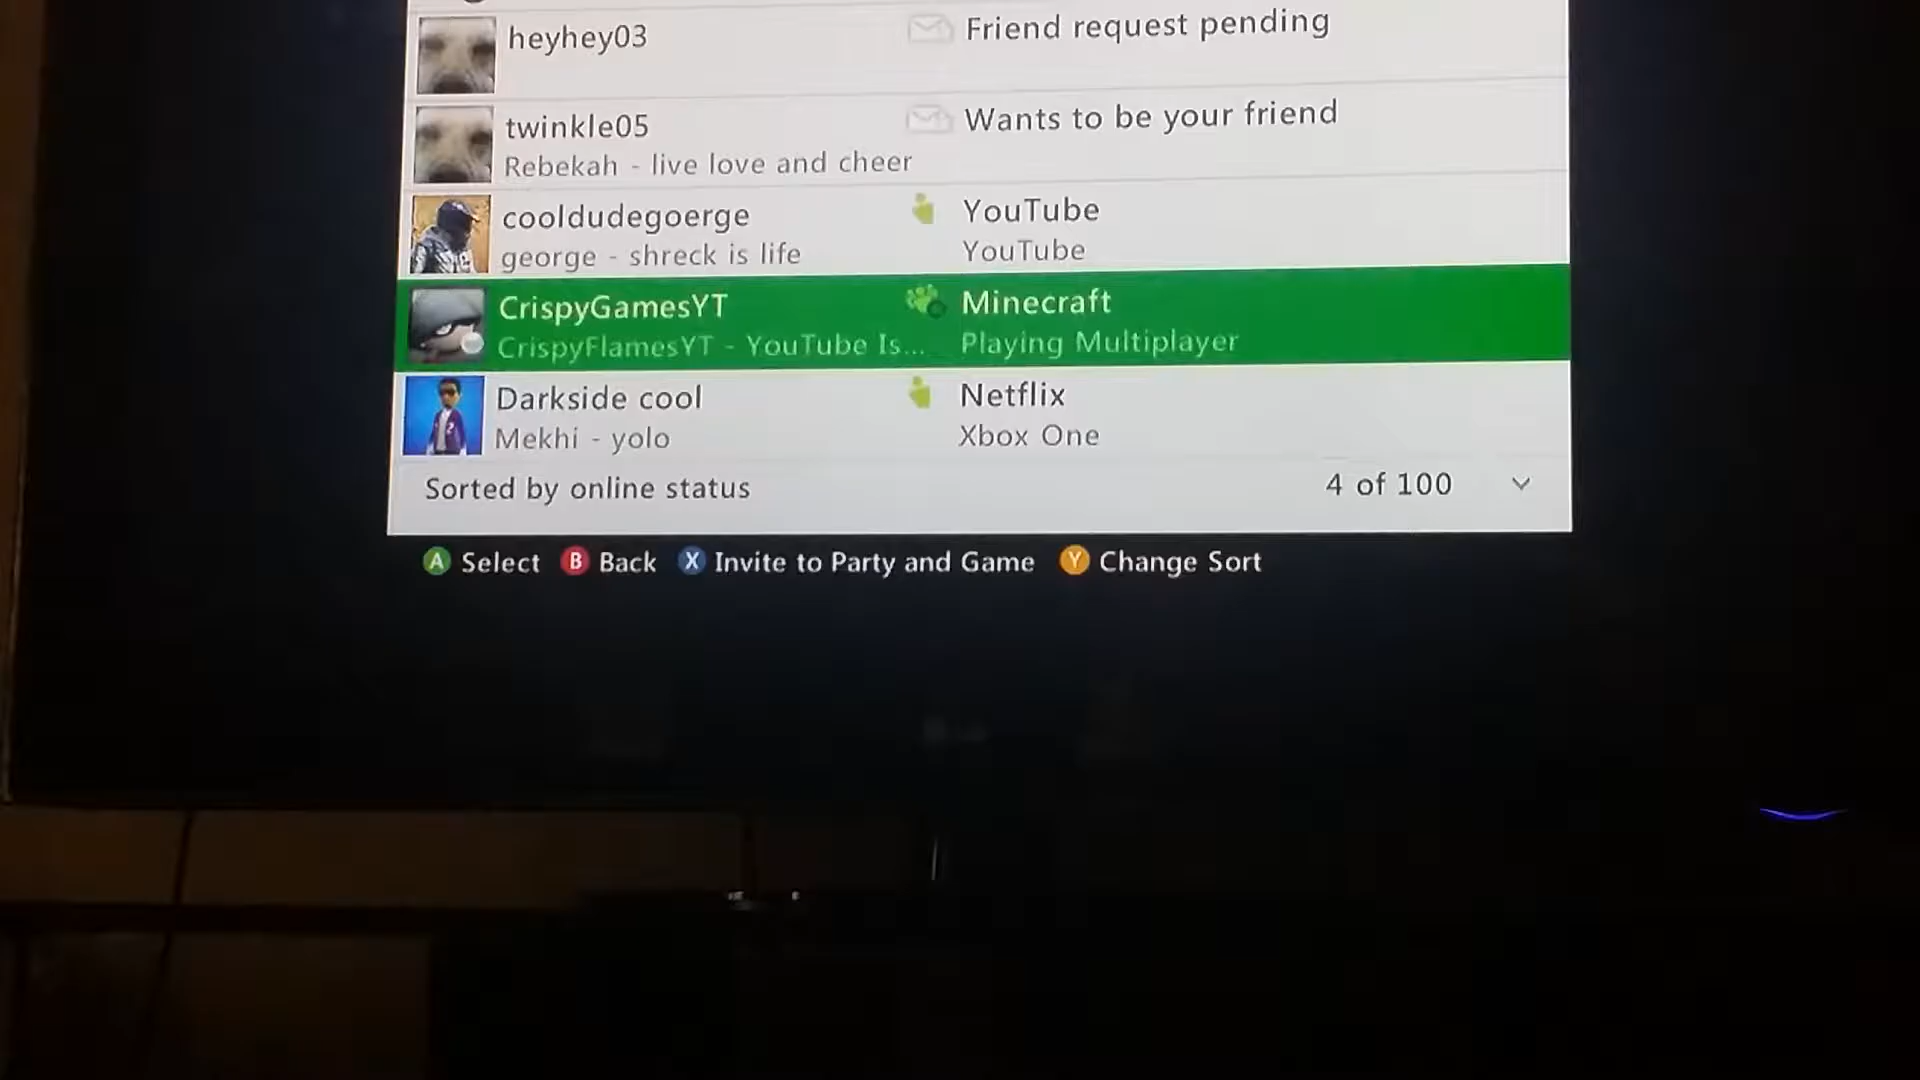 heyhey03 Friend request pending
twinkle05 Wants to be your friend
Rebekah - live love and cheer
cooldudegoerge YouTube
george - shreck is life YouTube
CrispyGamesYT Minecraft
CrispyFlamesYT - YouTube Is... Playing Multiplayer
Darkside cool Netflix
Mekhi - yolo Xbox One
Sorted by online status 4 of 100
A Select B Back X Invite to Party and Game Y Change Sort